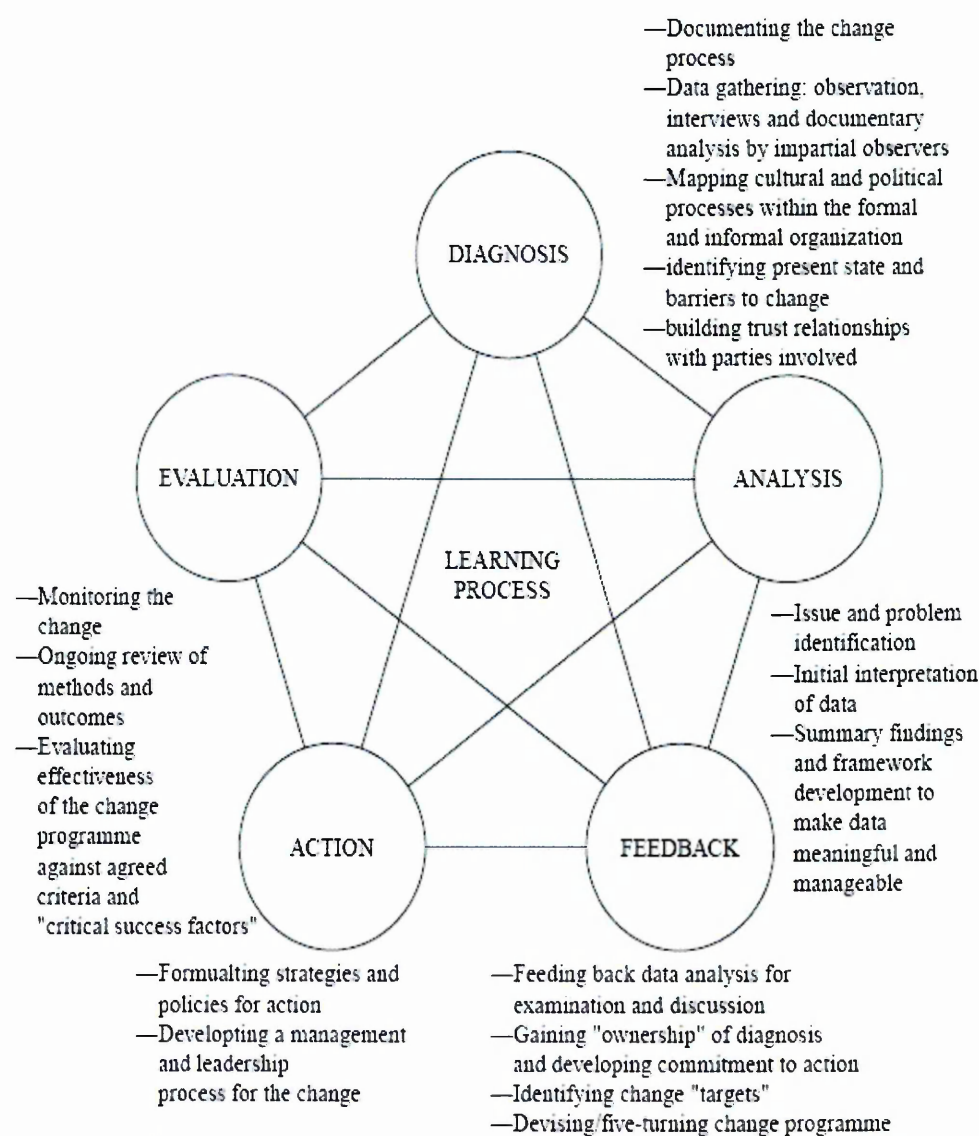 —Documenting the change
process
—Data gathering: observation,
interviews and documentary
analysis by impartial observers
—Mapping cultural and political
processes within the formal
and informal organization
—identifying present state and
barriers to change
—building trust relationships
with parties involved
DIAGNOSIS
EVALUATION
ANALYSIS
LEARNING
PROCESS
—Monitoring the
change
—Ongoing review of
methods and
outcomes
—Evaluating
effectiveness
of the change
programme
against agreed
criteria and
"critical success factors"
—Issue and problem
identification
—Initial interpretation
of data
—Summary findings
and framework
development to
make data
meaningful and
manageable
ACTION
FEEDBACK
—Formualting strategies and
policies for action
—Developting a management
and leadership
process for the change
—Feeding back data analysis for
examination and discussion
—Gaining "ownership" of diagnosis
and developing commitment to action
—Identifying change "targets"
—Devising/five-turning change programme